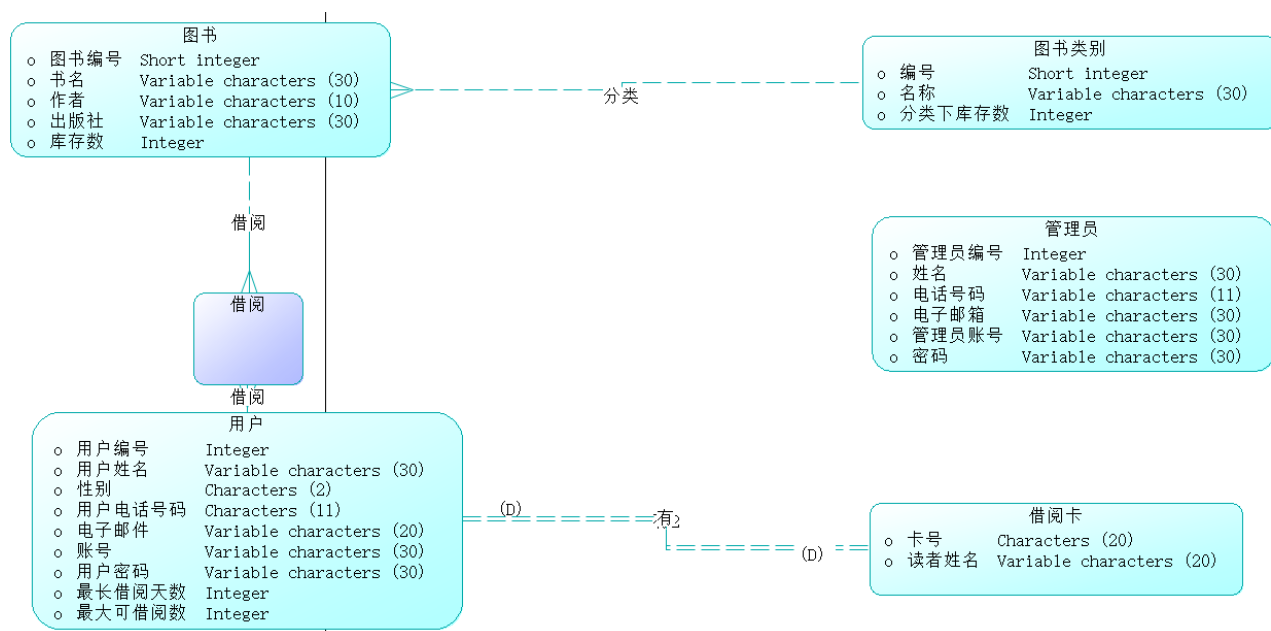 图书
o 图书编号 Short integer
o 书名 Variable characters (30)
o 作者 Variable characters (10)
o 出版社 Variable characters (30)
o 库存数 Integer
分类
图书类别
o 编号 Short integer
o 名称 Variable characters (30)
o 分类下库存数 Integer
借阅
借阅
借阅
管理员
o 管理员编号 Integer
o 姓名 Variable characters (30)
o 电话号码 Variable characters (11)
o 电子邮箱 Variable characters (30)
o 管理员账号 Variable characters (30)
o 密码 Variable characters (30)
用户
o 用户编号 Integer
o 用户姓名 Variable characters (30)
o 性别 Characters (2)
o 用户电话号码 Characters (11)
o 电子邮件 Variable characters (20)
o 账号 Variable characters (30)
o 用户密码 Variable characters (30)
o 最长借阅天数 Integer
o 最大可借阅数 Integer
(D)
有
(D)
借阅卡
o 卡号 Characters (20)
o 读者姓名 Variable characters (20)